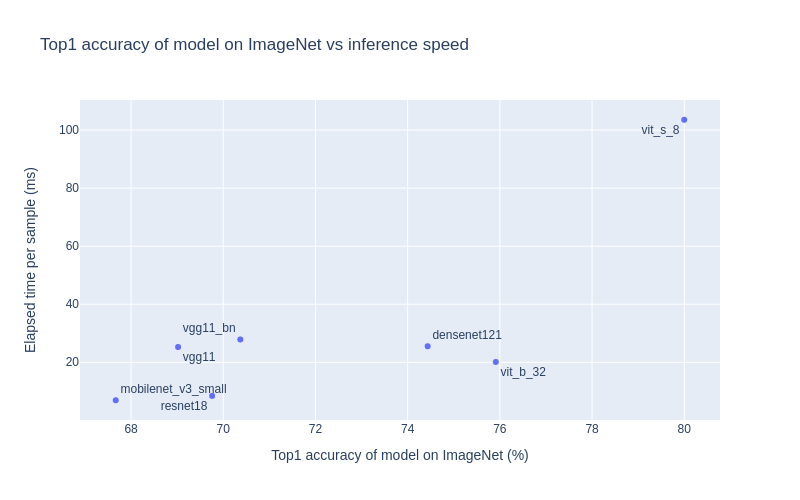 Top1 accuracy of model on ImageNet vs inference speed
Elapsed time per sample (ms)
100
80
60
40
20
vit_s_8
vgg11_bn
densenet121
vgg11
vit_b_32
mobilenet_v3_small
resnet18
68
70
72
74
76
78
80
Top1 accuracy of model on ImageNet (%)